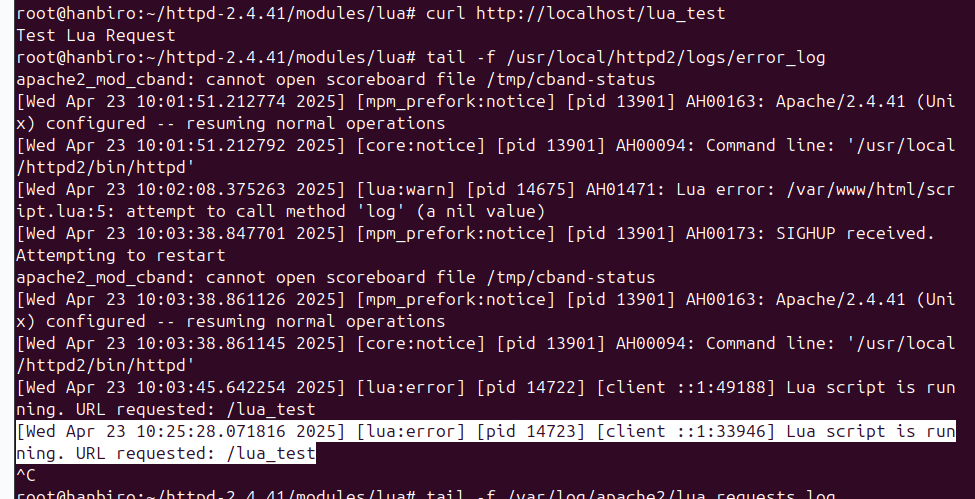 root@hanbiro:~/httpd-2.4.41/modules/lua# curl http://localhost/lua_test
Test Lua Request
root@hanbiro:~/httpd-2.4.41/modules/lua# tail -f /usr/local/httpd2/logs/error_log
apache2_mod_cband: cannot open scoreboard file /tmp/cband-status
[Wed Apr 23 10:01:51.212774 2025] [mpm_prefork:notice] [pid 13901] AH00163: Apache/2.4.41 (Uni
x) configured -- resuming normal operations
[Wed Apr 23 10:01:51.212792 2025] [core:notice] [pid 13901] AH00094: Command line: '/usr/local
/httpd2/bin/httpd'
[Wed Apr 23 10:02:08.375263 2025] [lua:warn] [pid 14675] AH01471: Lua error: /var/www/html/scr
ipt.lua:5: attempt to call method 'log' (a nil value)
[Wed Apr 23 10:03:38.847701 2025] [mpm_prefork:notice] [pid 13901] AH00173: SIGHUP received.
Attempting to restart
apache2_mod_cband: cannot open scoreboard file /tmp/cband-status
[Wed Apr 23 10:03:38.861126 2025] [mpm_prefork:notice] [pid 13901] AH00163: Apache/2.4.41 (Uni
x) configured -- resuming normal operations
[Wed Apr 23 10:03:38.861145 2025] [core:notice] [pid 13901] AH00094: Command line: '/usr/local
/httpd2/bin/httpd'
[Wed Apr 23 10:03:45.642254 2025] [lua:error] [pid 14722] [client ::1:49188] Lua script is run
ning. URL requested: /lua_test
[Wed Apr 23 10:25:28.071816 2025] [lua:error] [pid 14723] [client ::1:33946] Lua script is run
ning. URL requested: /lua_test
^C
root@hanbiro:~/httpd-2.4.41/modules/lua# tail -f /var/log/apache2/lua_requests.log